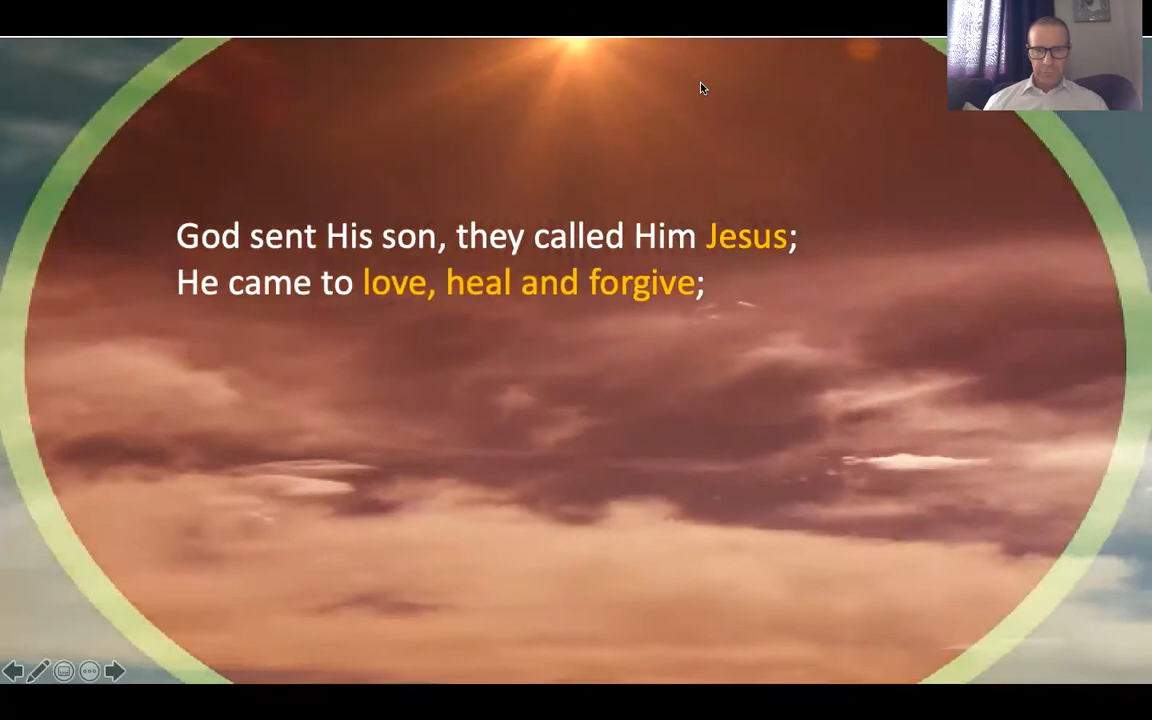 God sent His son, they called Him Jesus;
He came to love, heal and forgive;